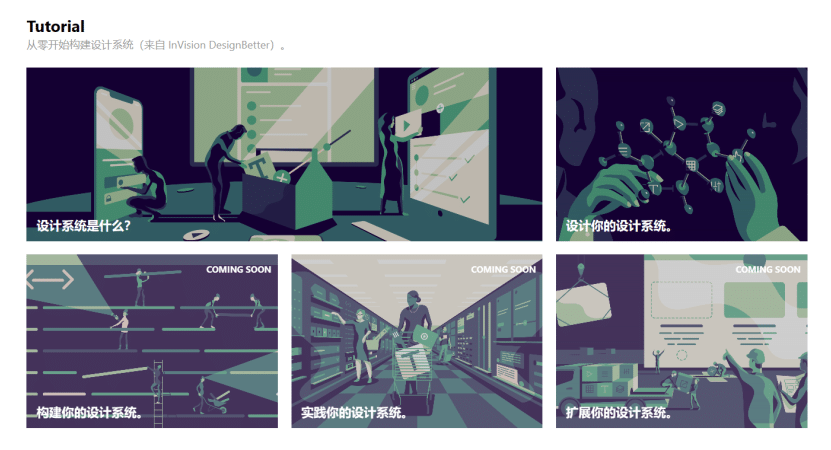 Tutorial
从零开始构建设计系统（来自 InVision DesignBetter）。
设计系统是什么?
设计你的设计系统。
COMING SOON
构建你的设计系统。
COMING SOON
实践你的设计系统。
COMING SOON
扩展你的设计系统。